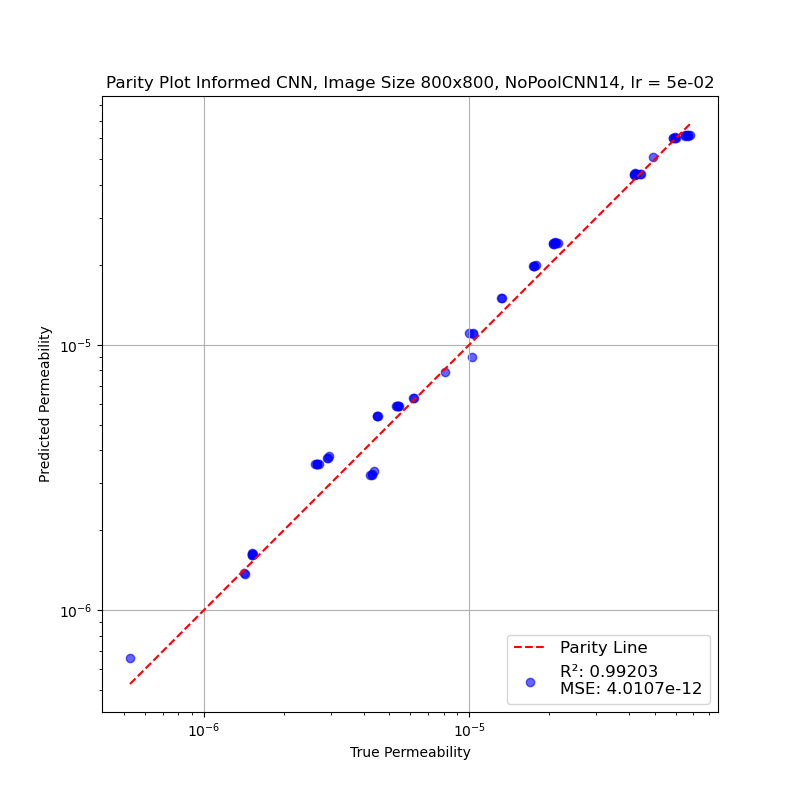 Parity Plot Informed CNN, Image Size 800x800, NoPoolCNN14, lr = 5e-02
Predicted Permeability
10⁻⁵
10⁻⁶
Parity Line
R²: 0.99203
MSE: 4.0107e-12
10⁻⁶
10⁻⁵
True Permeability